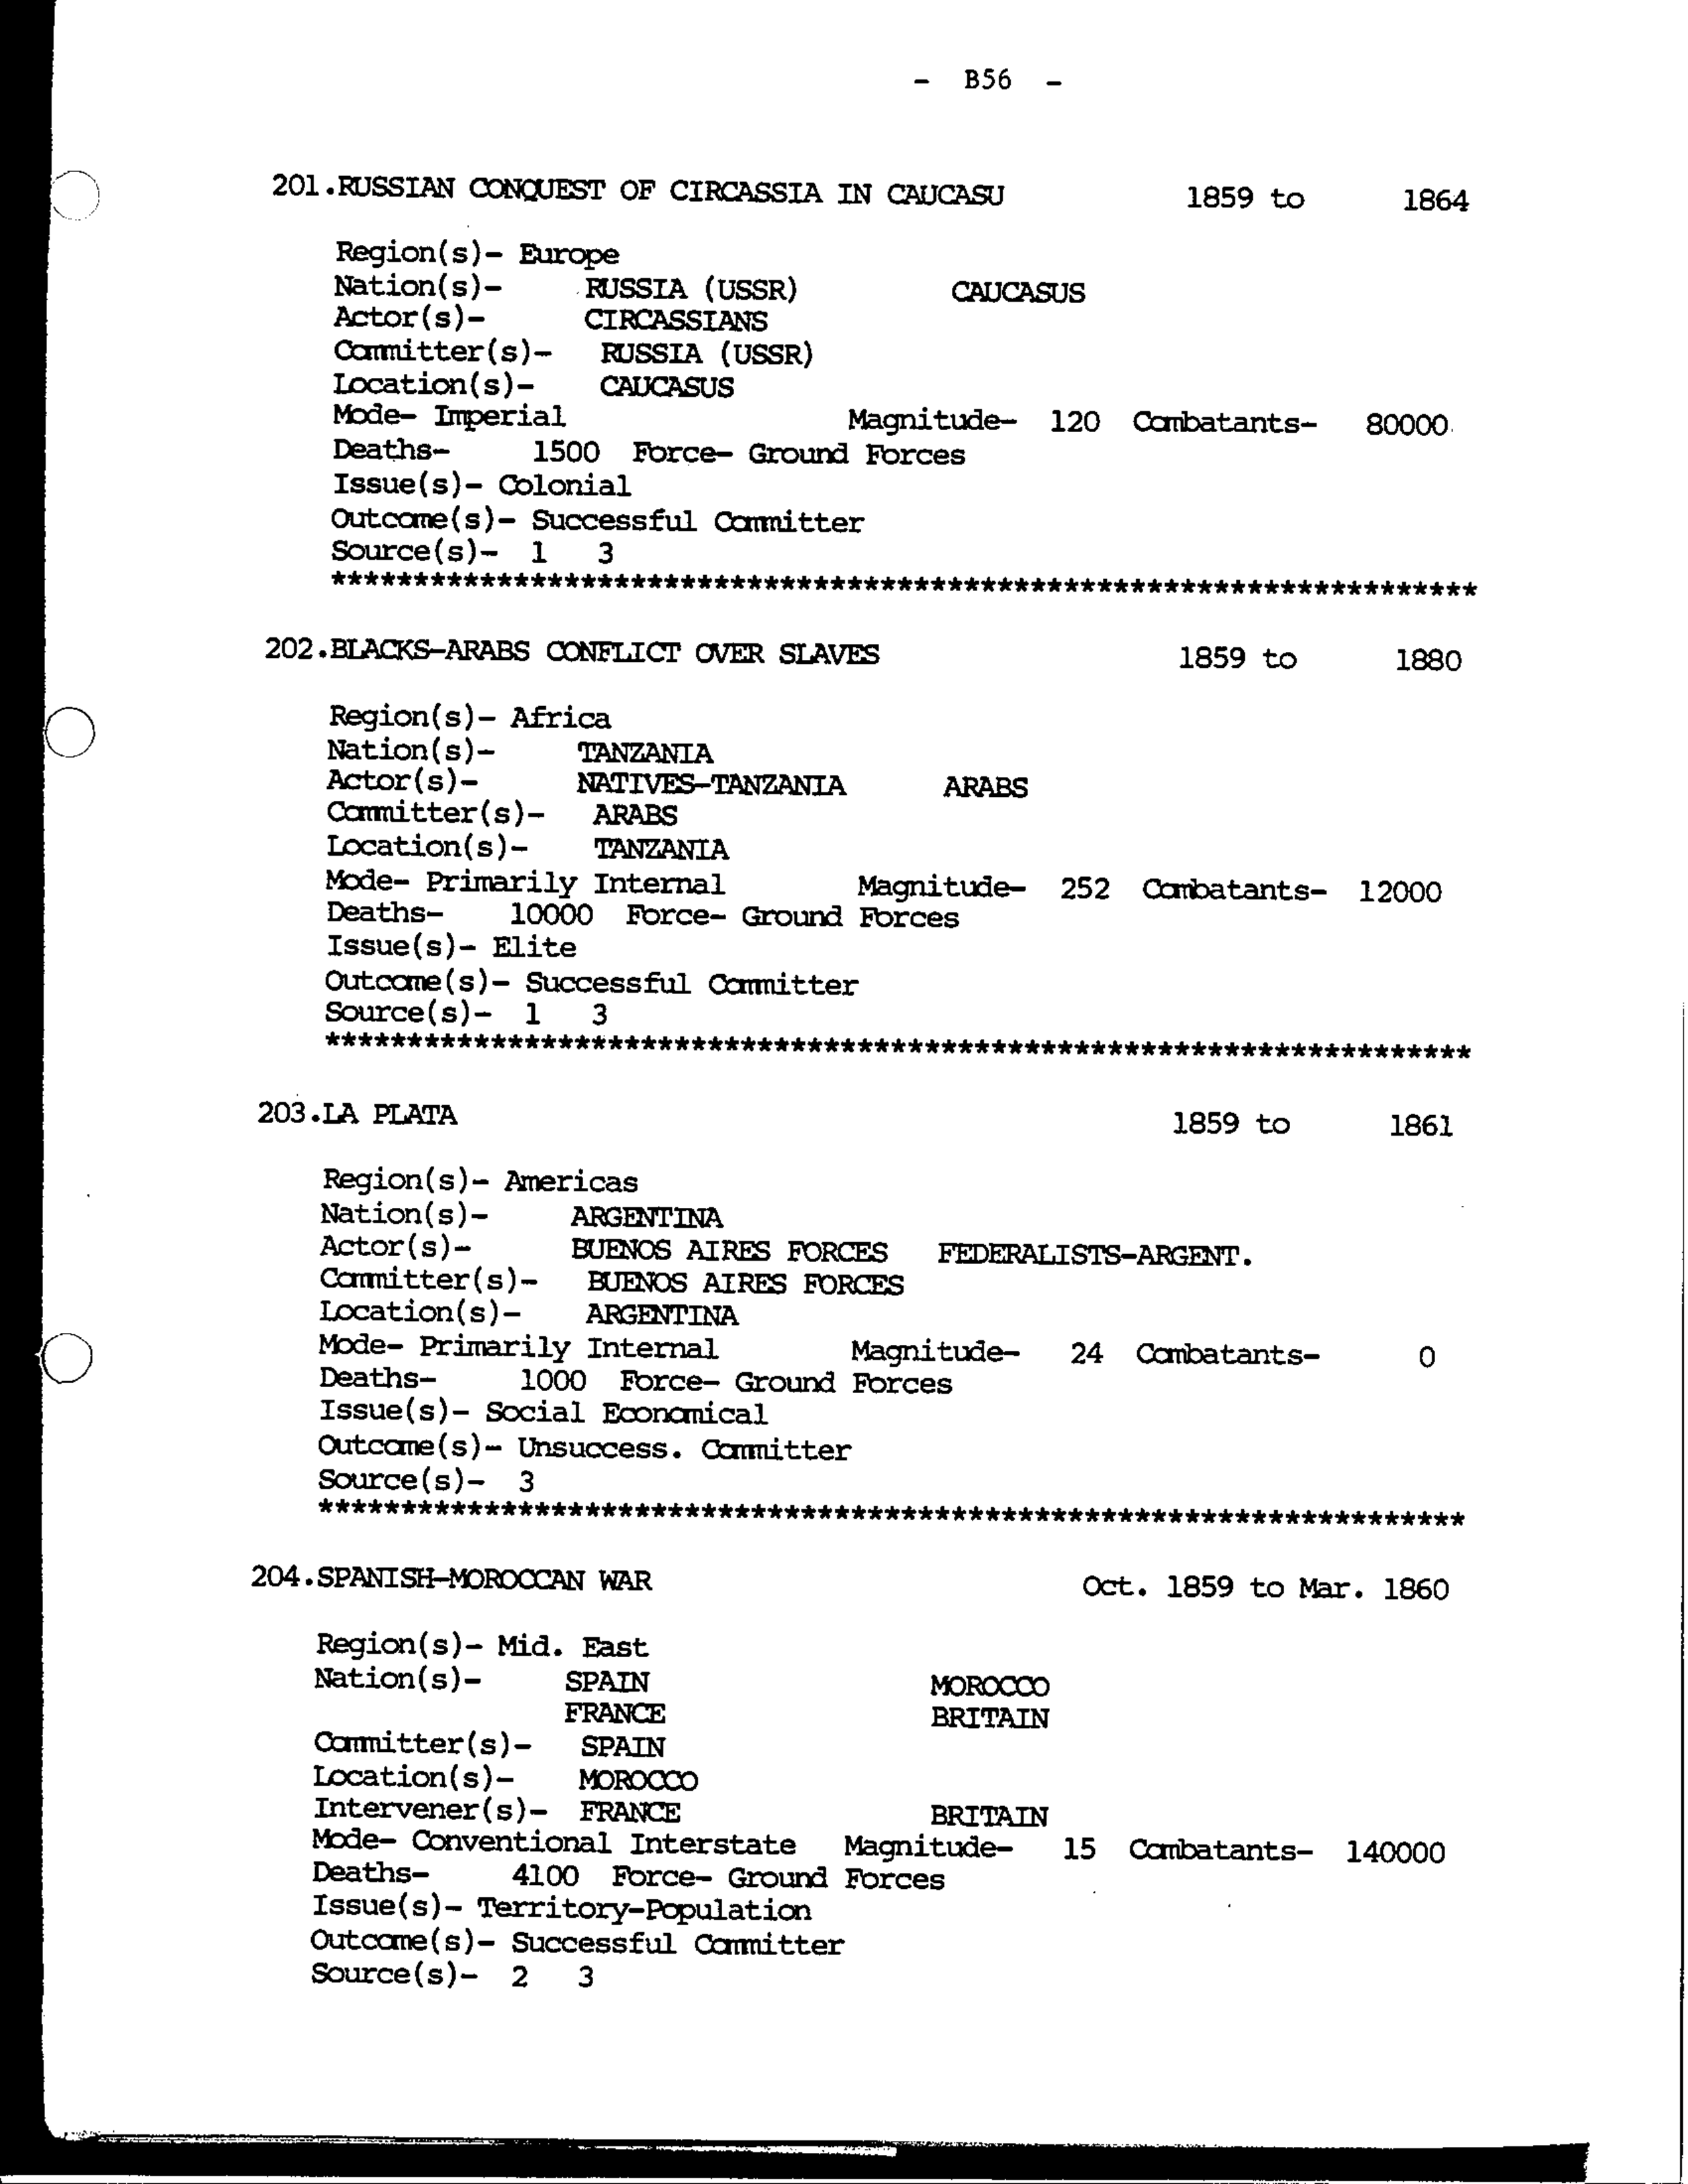 - B56 -
201.RUSSIAN CONQUEST OF CIRCASSIA IN CAUCASU 1859 to 1864
Region(s)- Europe
Nation(s)- RUSSIA (USSR) CAUCASUS
Actor(s)- CIRCASSIANS
Committer(s)- RUSSIA (USSR)
Location(s)- CAUCASUS
Mode- Imperial Magnitude- 120 Combatants- 80000
Deaths- 1500 Force- Ground Forces
Issue(s)- Colonial
Outcome(s)- Successful Committer
Source(s)- 1 3
*********************************************************************
202.BLACKS-ARABS CONFLICT OVER SLAVES 1859 to 1880
Region(s)- Africa
Nation(s)- TANZANIA
Actor(s)- NATIVES-TANZANIA ARABS
Committer(s)- ARABS
Location(s)- TANZANIA
Mode- Primarily Internal Magnitude- 252 Combatants- 12000
Deaths- 10000 Force- Ground Forces
Issue(s)- Elite
Outcome(s)- Successful Committer
Source(s)- 1 3
*********************************************************************
203.LA PLATA 1859 to 1861
Region(s)- Americas
Nation(s)- ARGENTINA
Actor(s)- BUENOS AIRES FORCES FEDERALISTS-ARGENT.
Committer(s)- BUENOS AIRES FORCES
Location(s)- ARGENTINA
Mode- Primarily Internal Magnitude- 24 Combatants- 0
Deaths- 1000 Force- Ground Forces
Issue(s)- Social Economical
Outcome(s)- Unsuccess. Committer
Source(s)- 3
*********************************************************************
204.SPANISH-MOROCCAN WAR Oct. 1859 to Mar. 1860
Region(s)- Mid. East
Nation(s)- SPAIN MOROCCO
FRANCE BRITAIN
Committer(s)- SPAIN
Location(s)- MOROCCO
Intervener(s)- FRANCE BRITAIN
Mode- Conventional Interstate Magnitude- 15 Combatants- 140000
Deaths- 4100 Force- Ground Forces
Issue(s)- Territory-Population
Outcome(s)- Successful Committer
Source(s)- 2 3